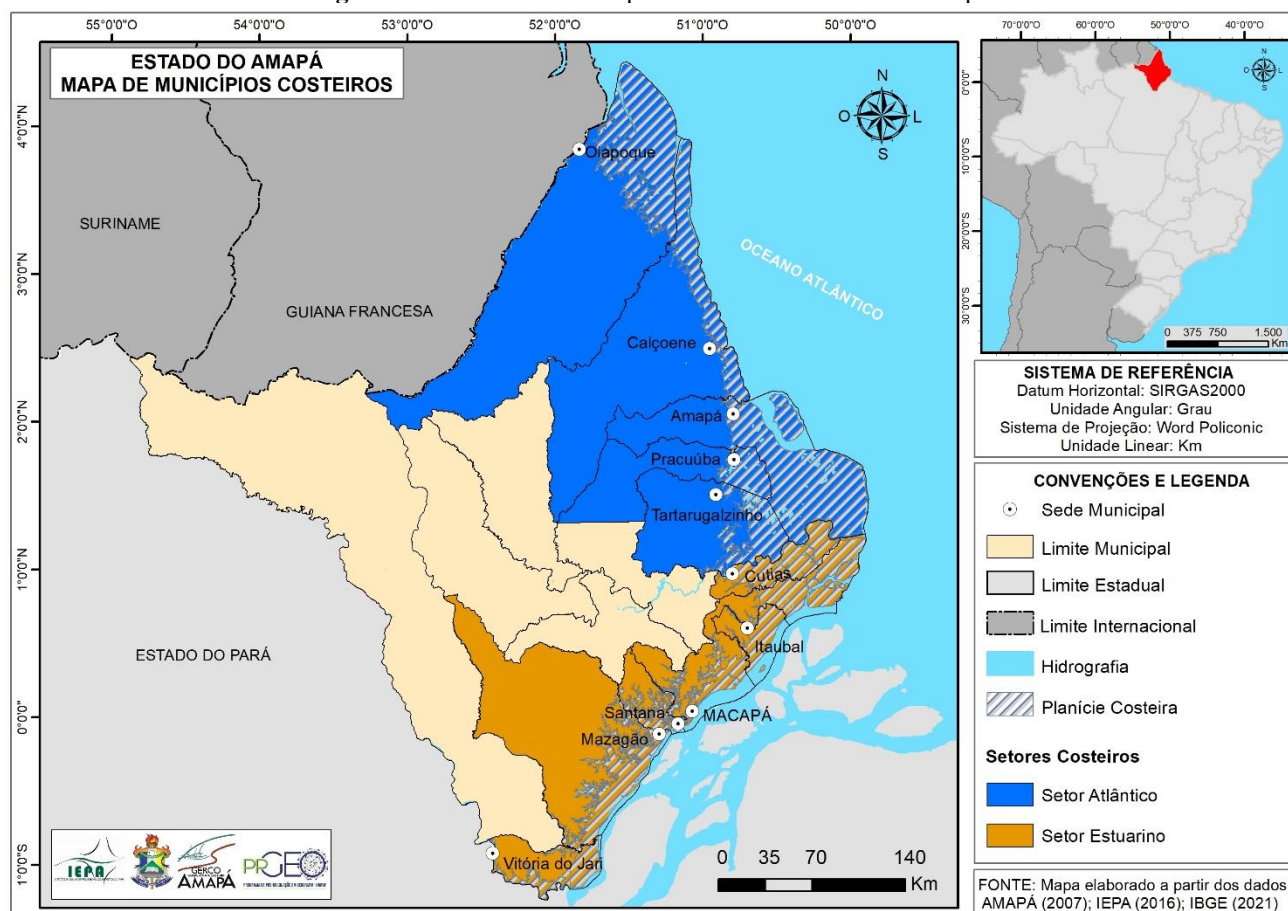 55°0'0"
54°0'0"
53°0'0"
52°0'0"
51°0'0"
50°0'0"
ESTADO DO AMAPÁ
MAPA DE MUNICÍPIOS COSTEIROS
4°0'0"N
3°0'0"N
2°0'0"N
1°0'0"N
0°0'0"
1°0'0"S
N
O
L
S
Oiapoque
SURINAME
OCEANO ATLÂNTICO
GUIANA FRANCESA
Calçoene
Amapá
Pracuúba
Tartarugalzinho
Cutias
Itaubal
ESTADO DO PARÁ
Santana
MACAPÁ
Mazagão
Vitória do Jari
IEPA
GERCO
AMAPÁ
PRGEO
0 35 70 140
Km
70°0'0"
60°0'0"
50°0'0"
40°0'0"
0°0'0"
10°0'0"S
20°0'0"S
30°0'0"S
N
O
L
S
0 375 750 1.500
Km
SISTEMA DE REFERÊNCIA
Datum Horizontal: SIRGAS2000
Unidade Angular: Grau
Sistema de Projeção: Word Policonic
Unidade Linear: Km
CONVENÇÕES E LEGENDA
Sede Municipal
Limite Municipal
Limite Estadual
Limite Internacional
Hidrografia
Planície Costeira
Setores Costeiros
Setor Atlântico
Setor Estuarino
FONTE: Mapa elaborado a partir dos dados
AMAPÁ (2007); IEPA (2016); IBGE (2021)